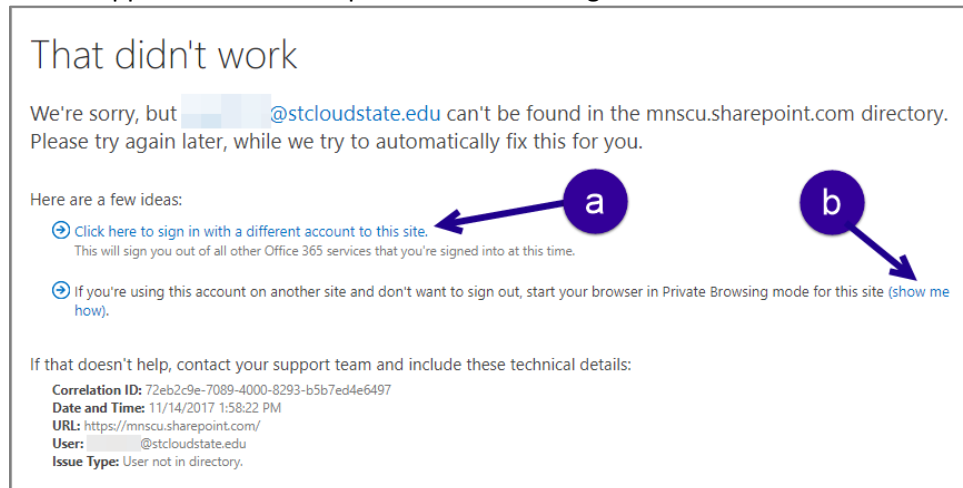 That didn't work
We're sorry, but @stcloudstate.edu can't be found in the mnscu.sharepoint.com directory.
Please try again later, while we try to automatically fix this for you.
Here are a few ideas:
a
b
Click here to sign in with a different account to this site.
This will sign you out of all other Office 365 services that you're signed into at this time.
If you're using this account on another site and don't want to sign out, start your browser in Private Browsing mode for this site (show me
how).
If that doesn't help, contact your support team and include these technical details:
Correlation ID: 72eb2c9e-7089-4000-8293-b5b7ed4e6497
Date and Time: 11/14/2017 1:58:22 PM
URL: https://mnscu.sharepoint.com/
User: @stcloudstate.edu
Issue Type: User not in directory.